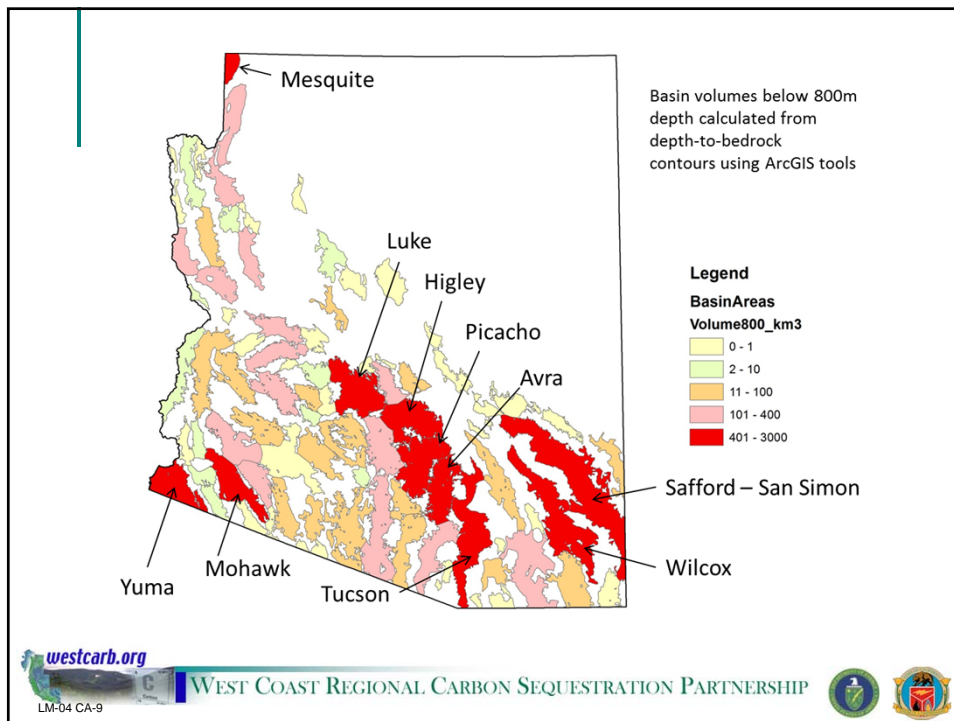 Mesquite
Basin volumes below 800m
depth calculated from
depth-to-bedrock
contours using ArcGIS tools
Luke
Higley
Picacho
Avra
Legend
BasinAreas
Volume800_km3
0 - 1
2 - 10
11 - 100
101 - 400
401 - 3000
Safford – San Simon
Wilcox
Yuma
Mohawk
Tucson
westcarb.org
WEST COAST REGIONAL CARBON SEQUESTRATION PARTNERSHIP
LM-04 CA-9